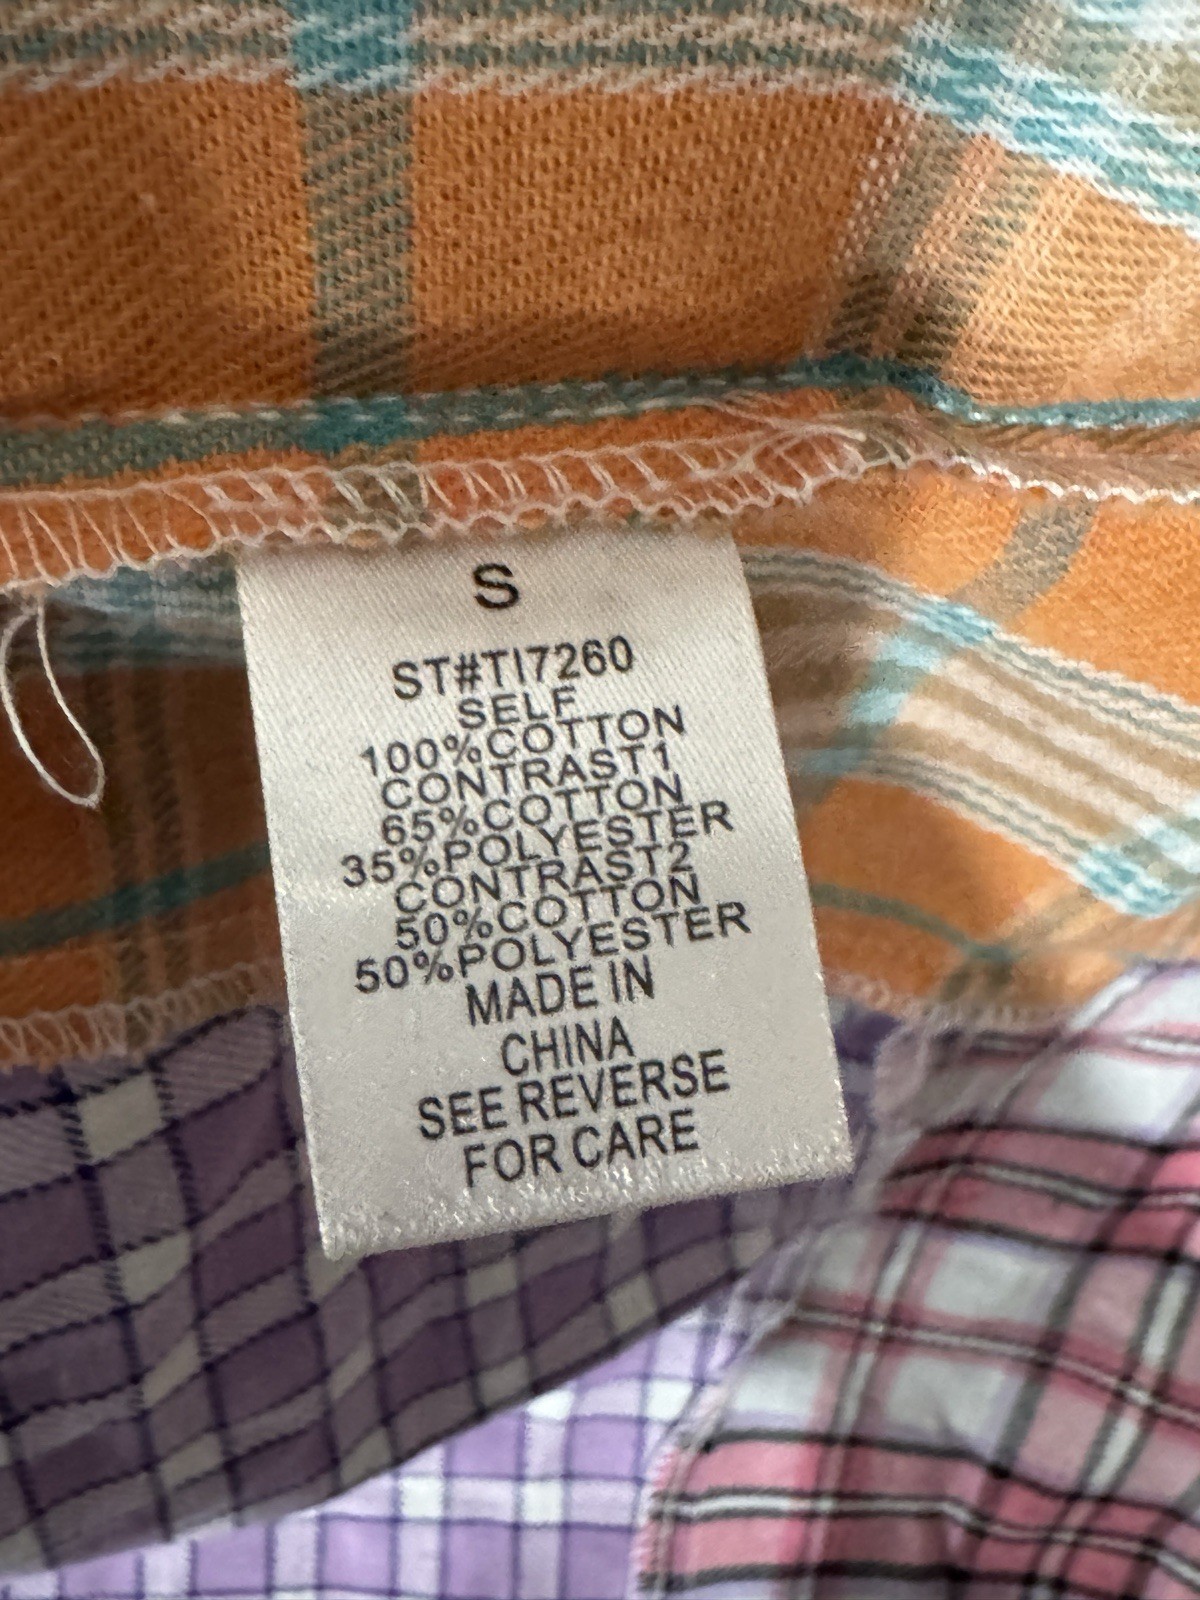 S
ST#TI7260
SELF
100%COTTON
CONTRAST1
65%COTTON
35%POLYESTER
CONTRAST2
50%COTTON
50%POLYESTER
MADE IN
CHINA
SEE REVERSE
FOR CARE